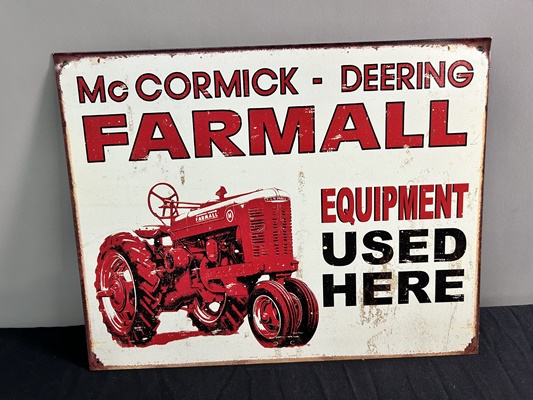 McCORMICK - DEERING
FARMALL
EQUIPMENT
USED
HERE
FARMALL
M